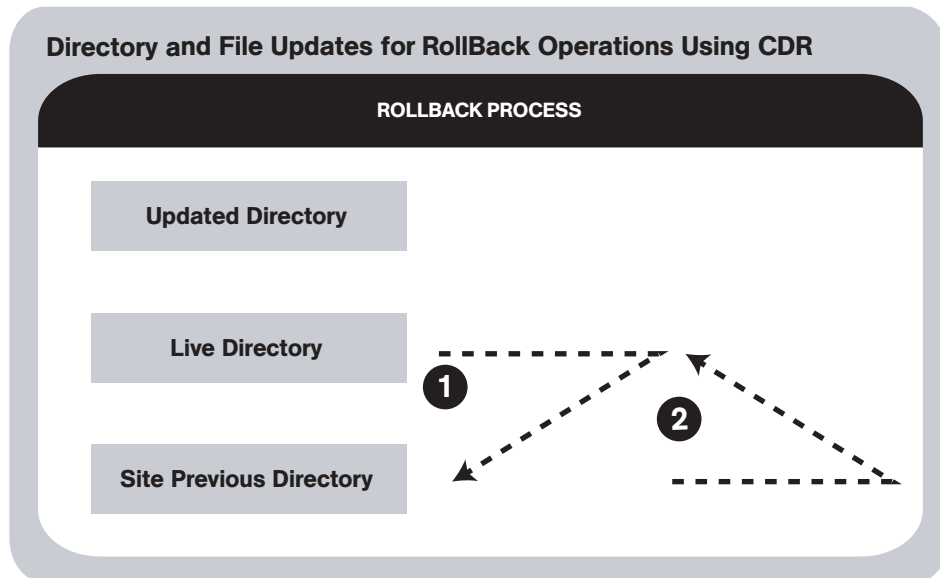 Directory and File Updates for RollBack Operations Using CDR
ROLLBACK PROCESS
Updated Directory
Live Directory
1
2
Site Previous Directory